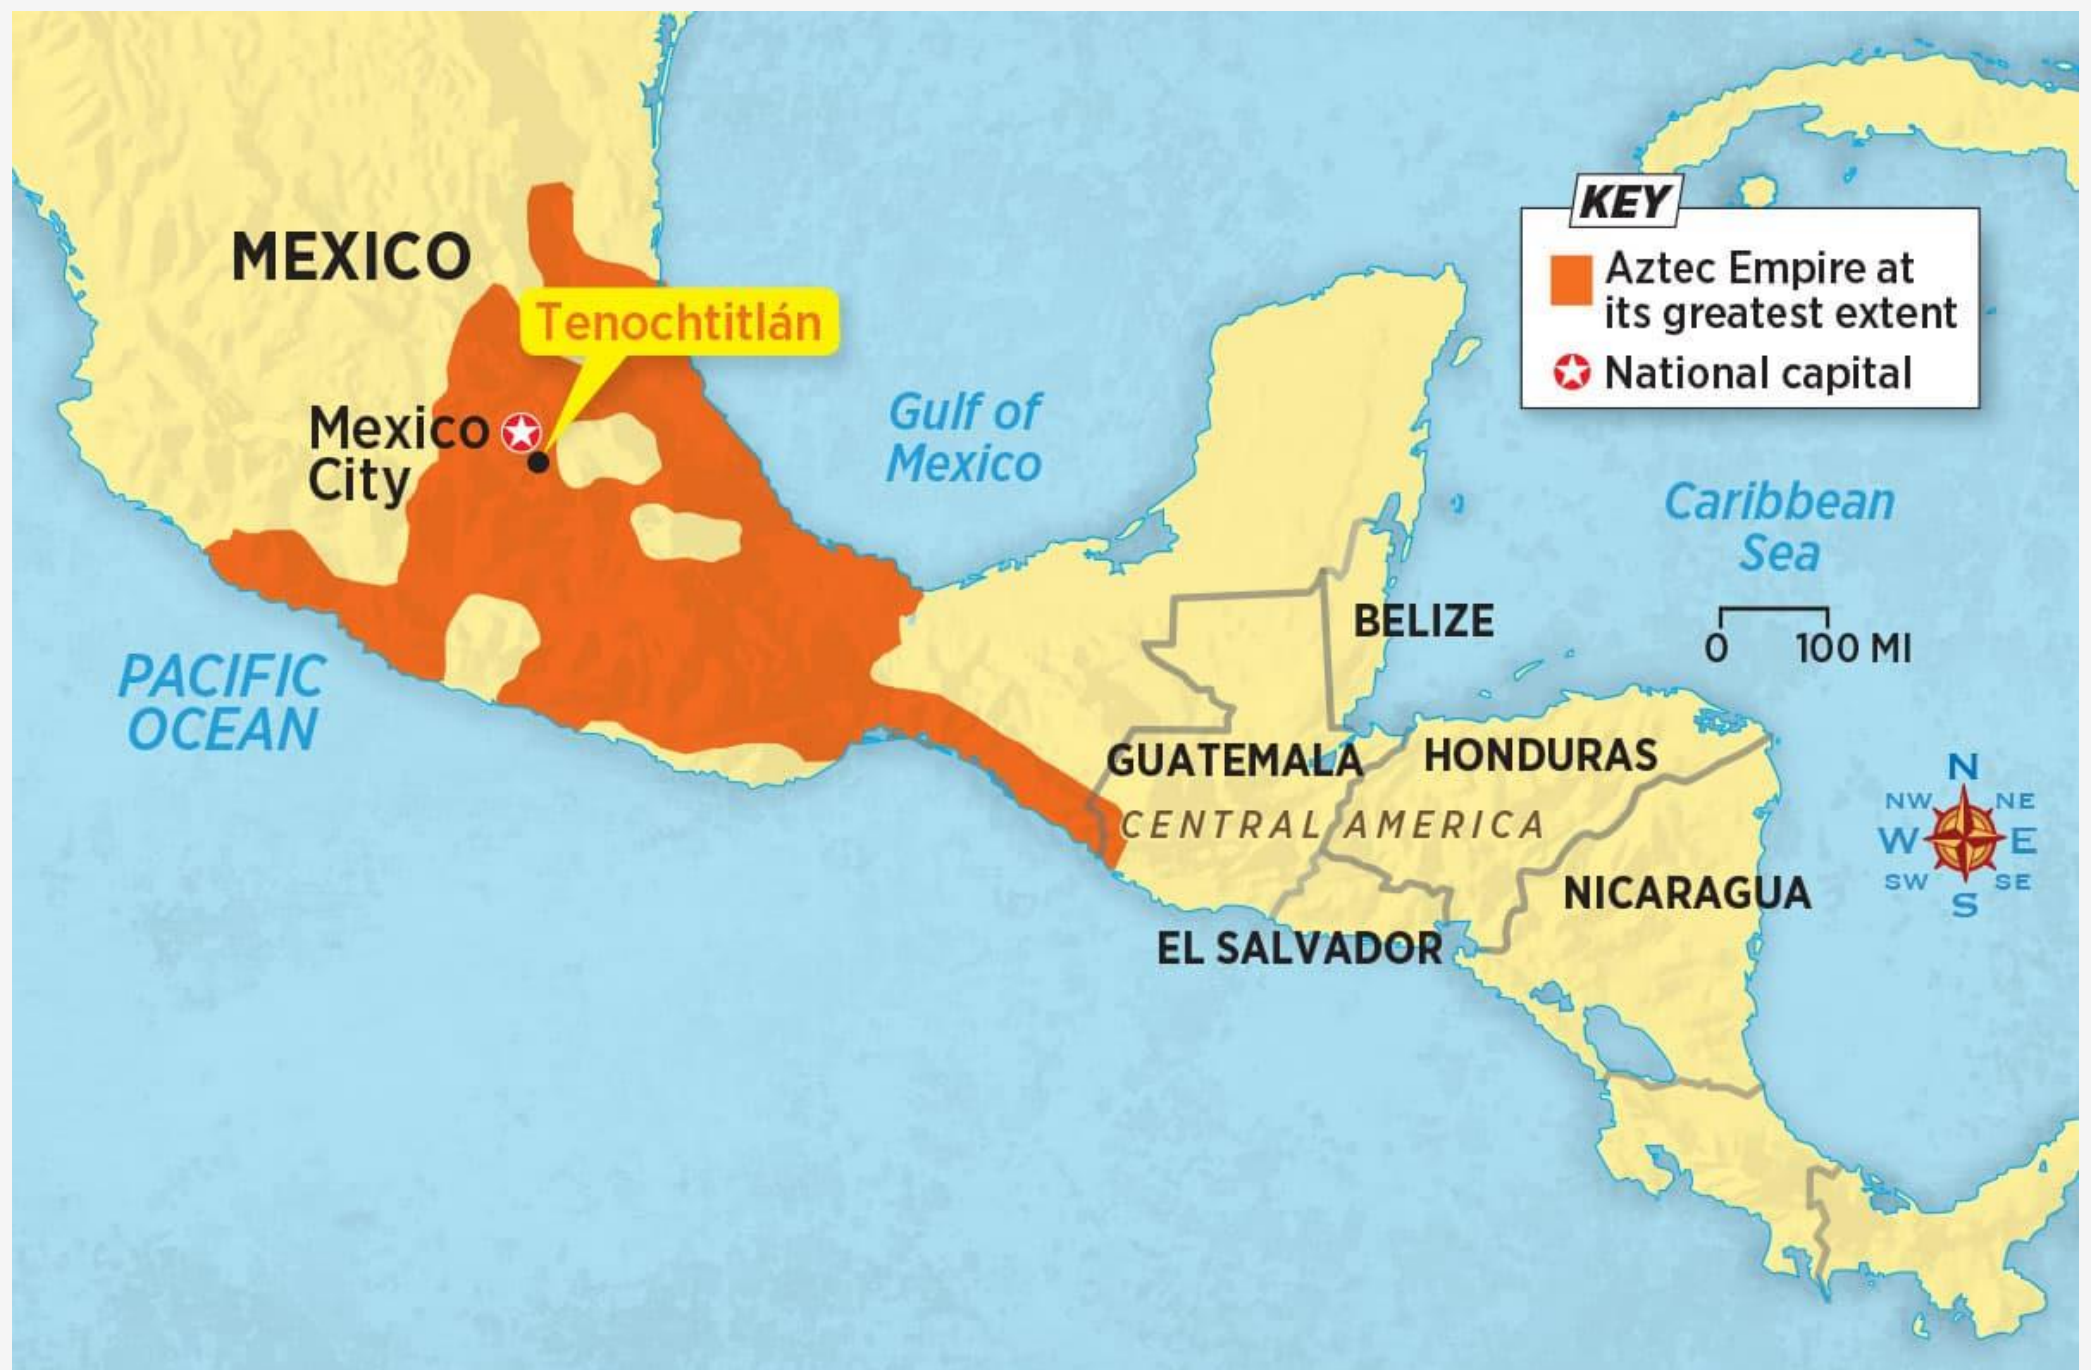 MEXICO
Tenochtitlán
Mexico
City
Gulf of
Mexico
PACIFIC
OCEAN
KEY
Aztec Empire at
its greatest extent
National capital
Caribbean
Sea
0 100 MI
BELIZE
GUATEMALA
HONDURAS
CENTRAL AMERICA
NICARAGUA
EL SALVADOR
N
NW NE
W E
SW SE
S